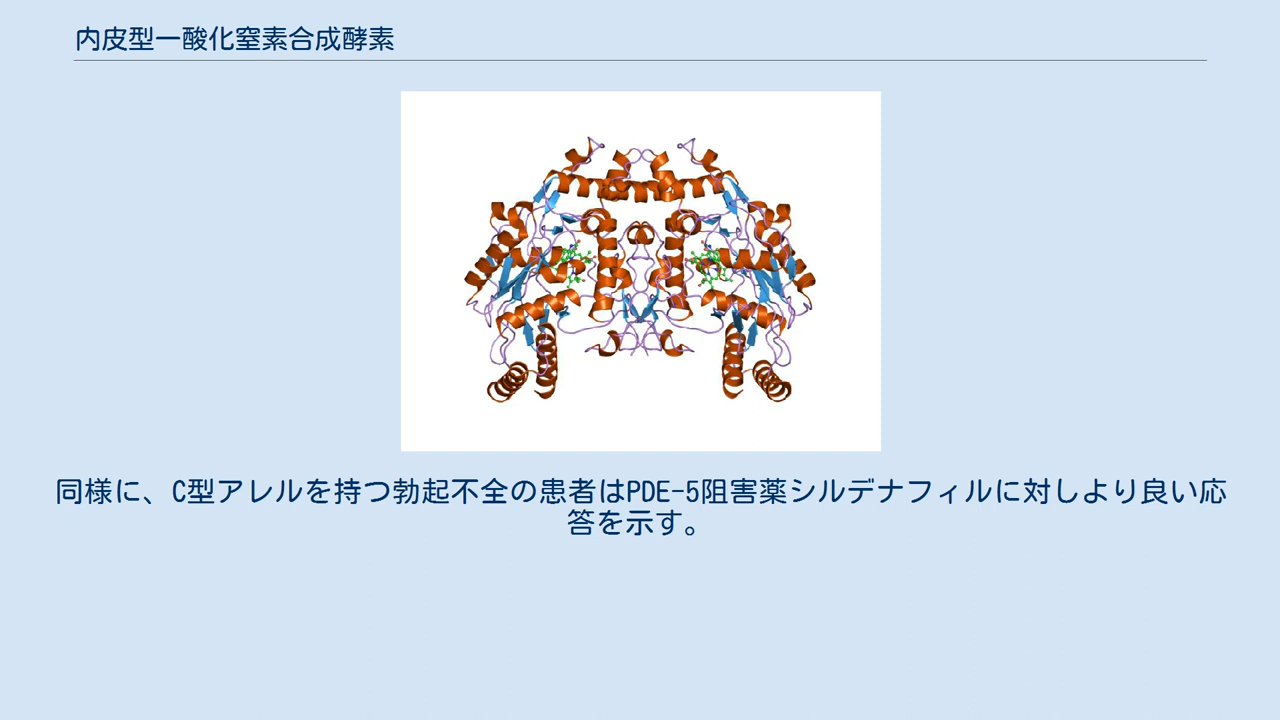 内皮型一酸化窒素合成酵素
同様に、C型アレルを持つ勃起不全の患者はPDE-5阻害薬シルデナフィルに対しより良い応
答を示す。